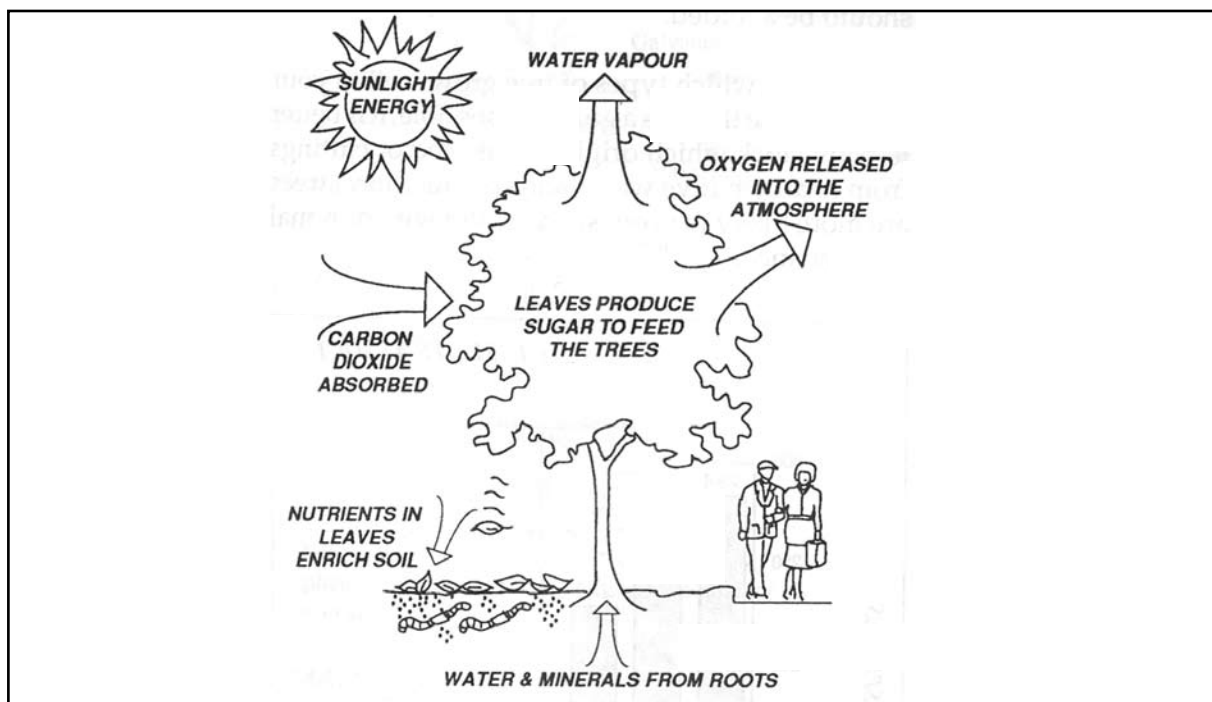 SUNLIGHT
ENERGY
WATER VAPOUR
OXYGEN RELEASED
INTO THE
ATMOSPHERE
LEAVES PRODUCE
SUGAR TO FEED
THE TREES
CARBON
DIOXIDE
ABSORBED
NUTRIENTS IN
LEAVES
ENRICH SOIL
WATER & MINERALS FROM ROOTS